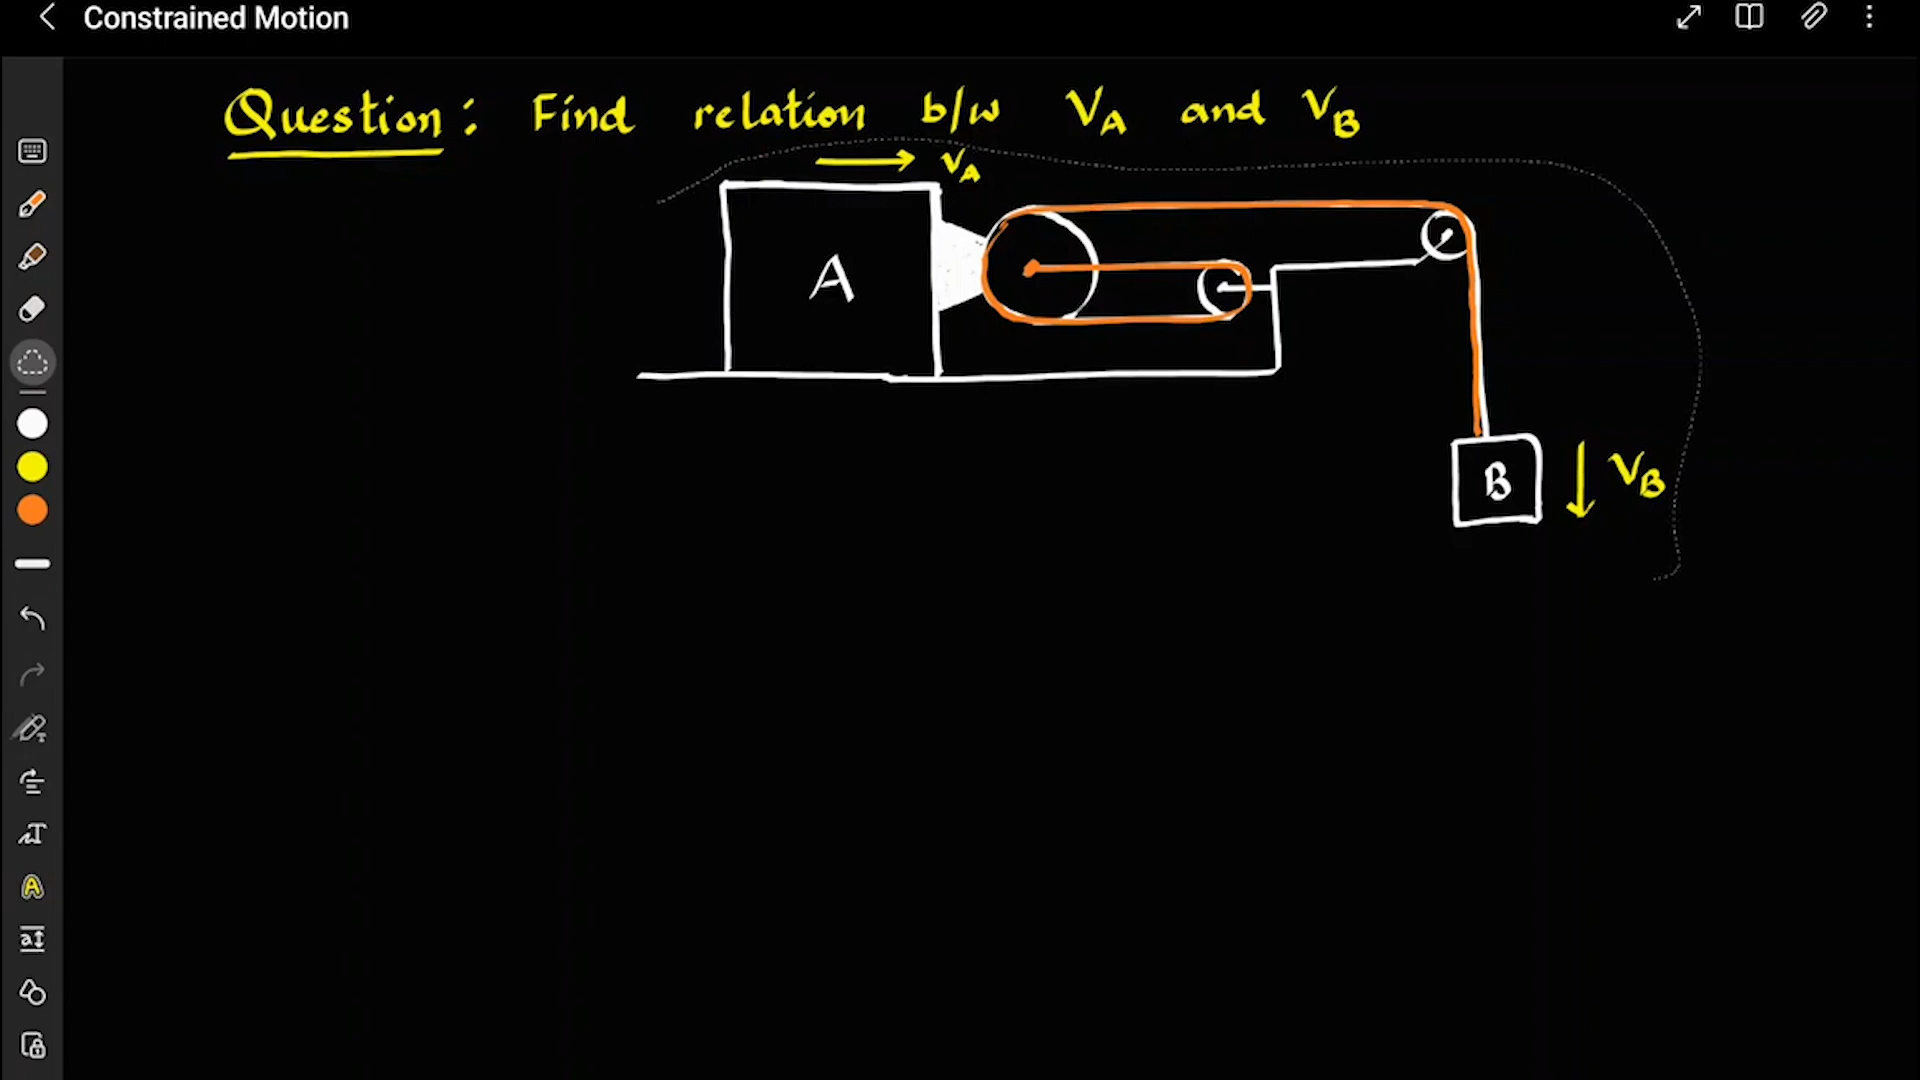 Constrained Motion
Question: Find relation b/w VA and VB
VA
A
B
VB